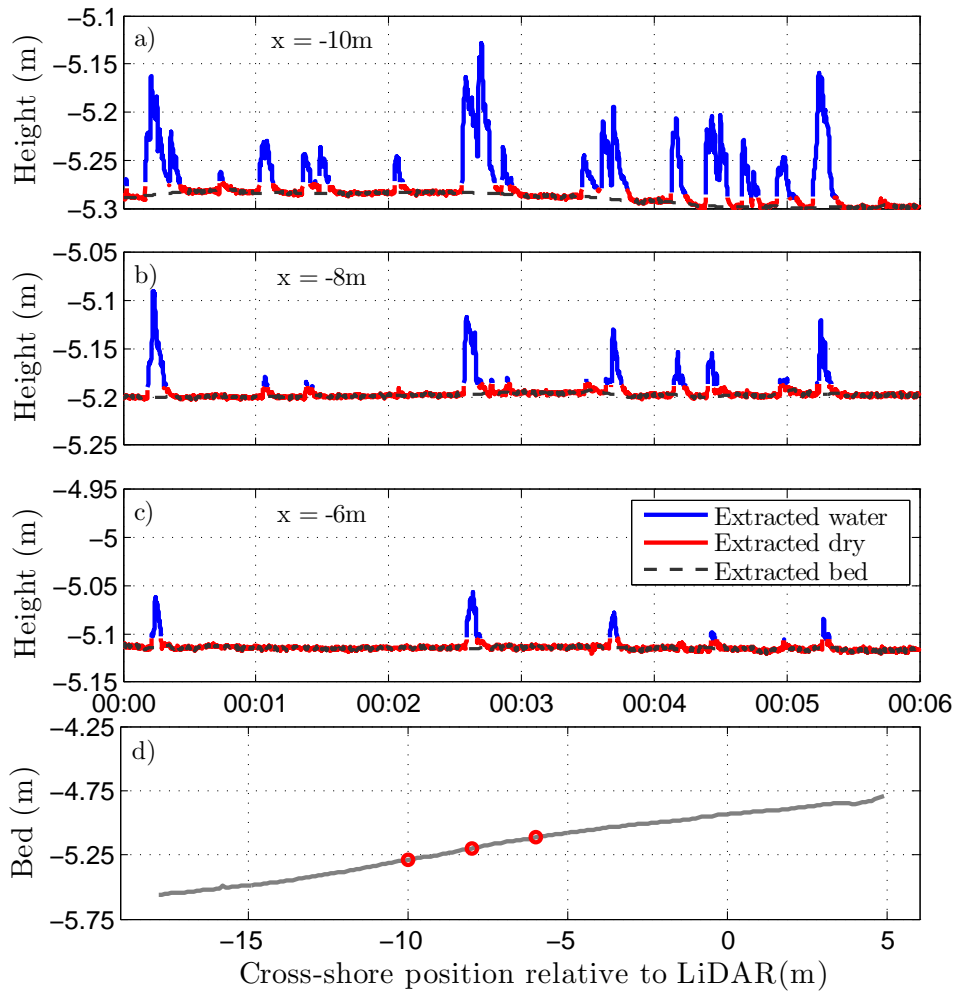 −5.1
a)
x = -10m
−5.15
−5.2
−5.25
−5.3
Height (m)
−5.05
b)
x = -8m
−5.1
−5.15
−5.2
−5.25
Height (m)
−4.95
c)
x = -6m
−5
−5.05
−5.1
−5.15
Height (m)
Extracted water
Extracted dry
Extracted bed
00:00 00:01 00:02 00:03 00:04 00:05 00:06
−4.25
d)
−4.75
−5.25
−5.75
Bed (m)
−15 −10 −5 0 5
Cross-shore position relative to LiDAR(m)